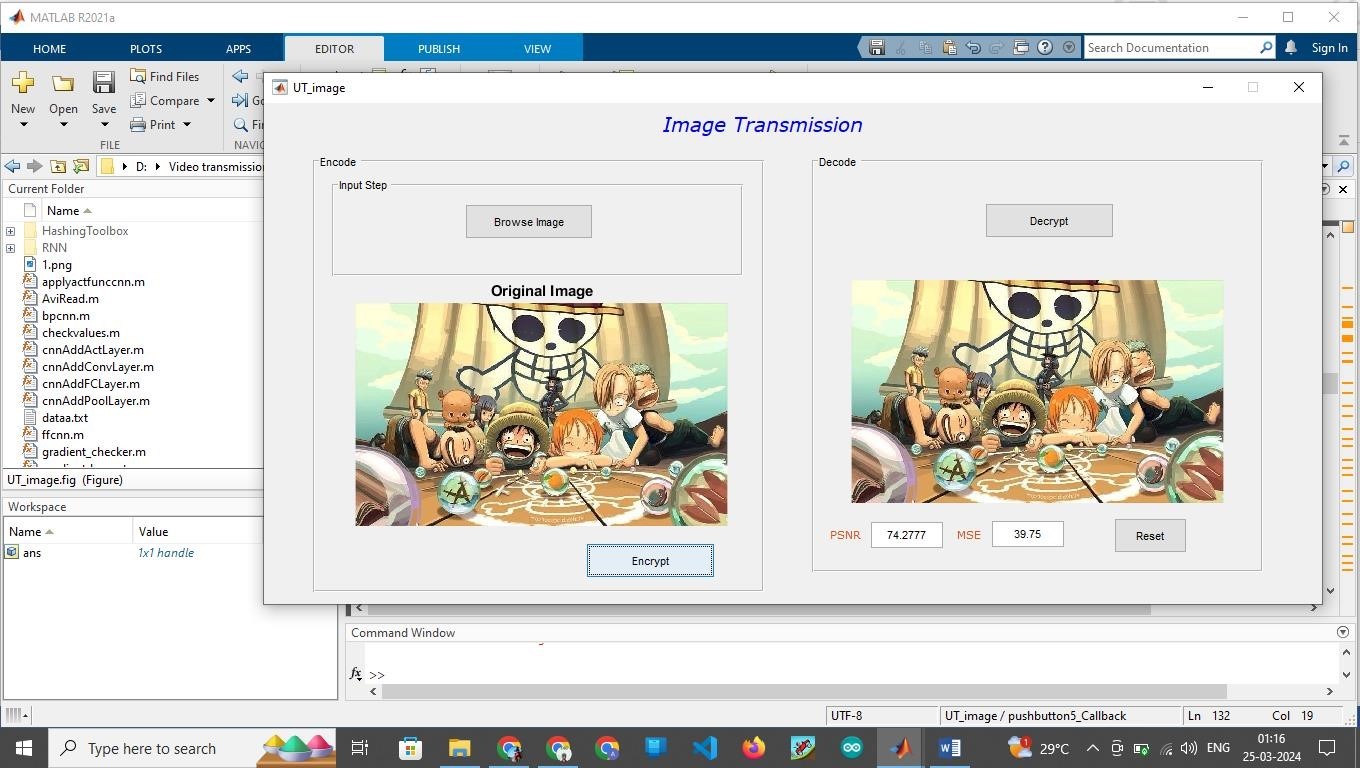 MATLAB R2021a
HOME PLOTS APPS EDITOR PUBLISH VIEW
Search Documentation
Sign In
New
Open
Save
Find Files
Compare
Print
FILE
D: Video transmission
UT_image
Image Transmission
Encode
Input Step
Browse Image
Original Image
Encrypt
Decode
Decrypt
PSNR 74.2777 MSE 39.75
Reset
Current Folder
Name
HashingToolbox
RNN
1.png
applyactfunccnn.m
AviRead.m
bpcnn.m
checkvalues.m
cnnAddActLayer.m
cnnAddConvLayer.m
cnnAddFCLayer.m
cnnAddPoolLayer.m
dataa.txt
ffcnn.m
gradient_checker.m
UT_image.fig (Figure)
Workspace
Name Value
ans 1x1 handle
Command Window
fx >>
UTF-8 UT_image / pushbutton5_Callback Ln 132 Col 19
Type here to search
29°C ENG 01:16
25-03-2024